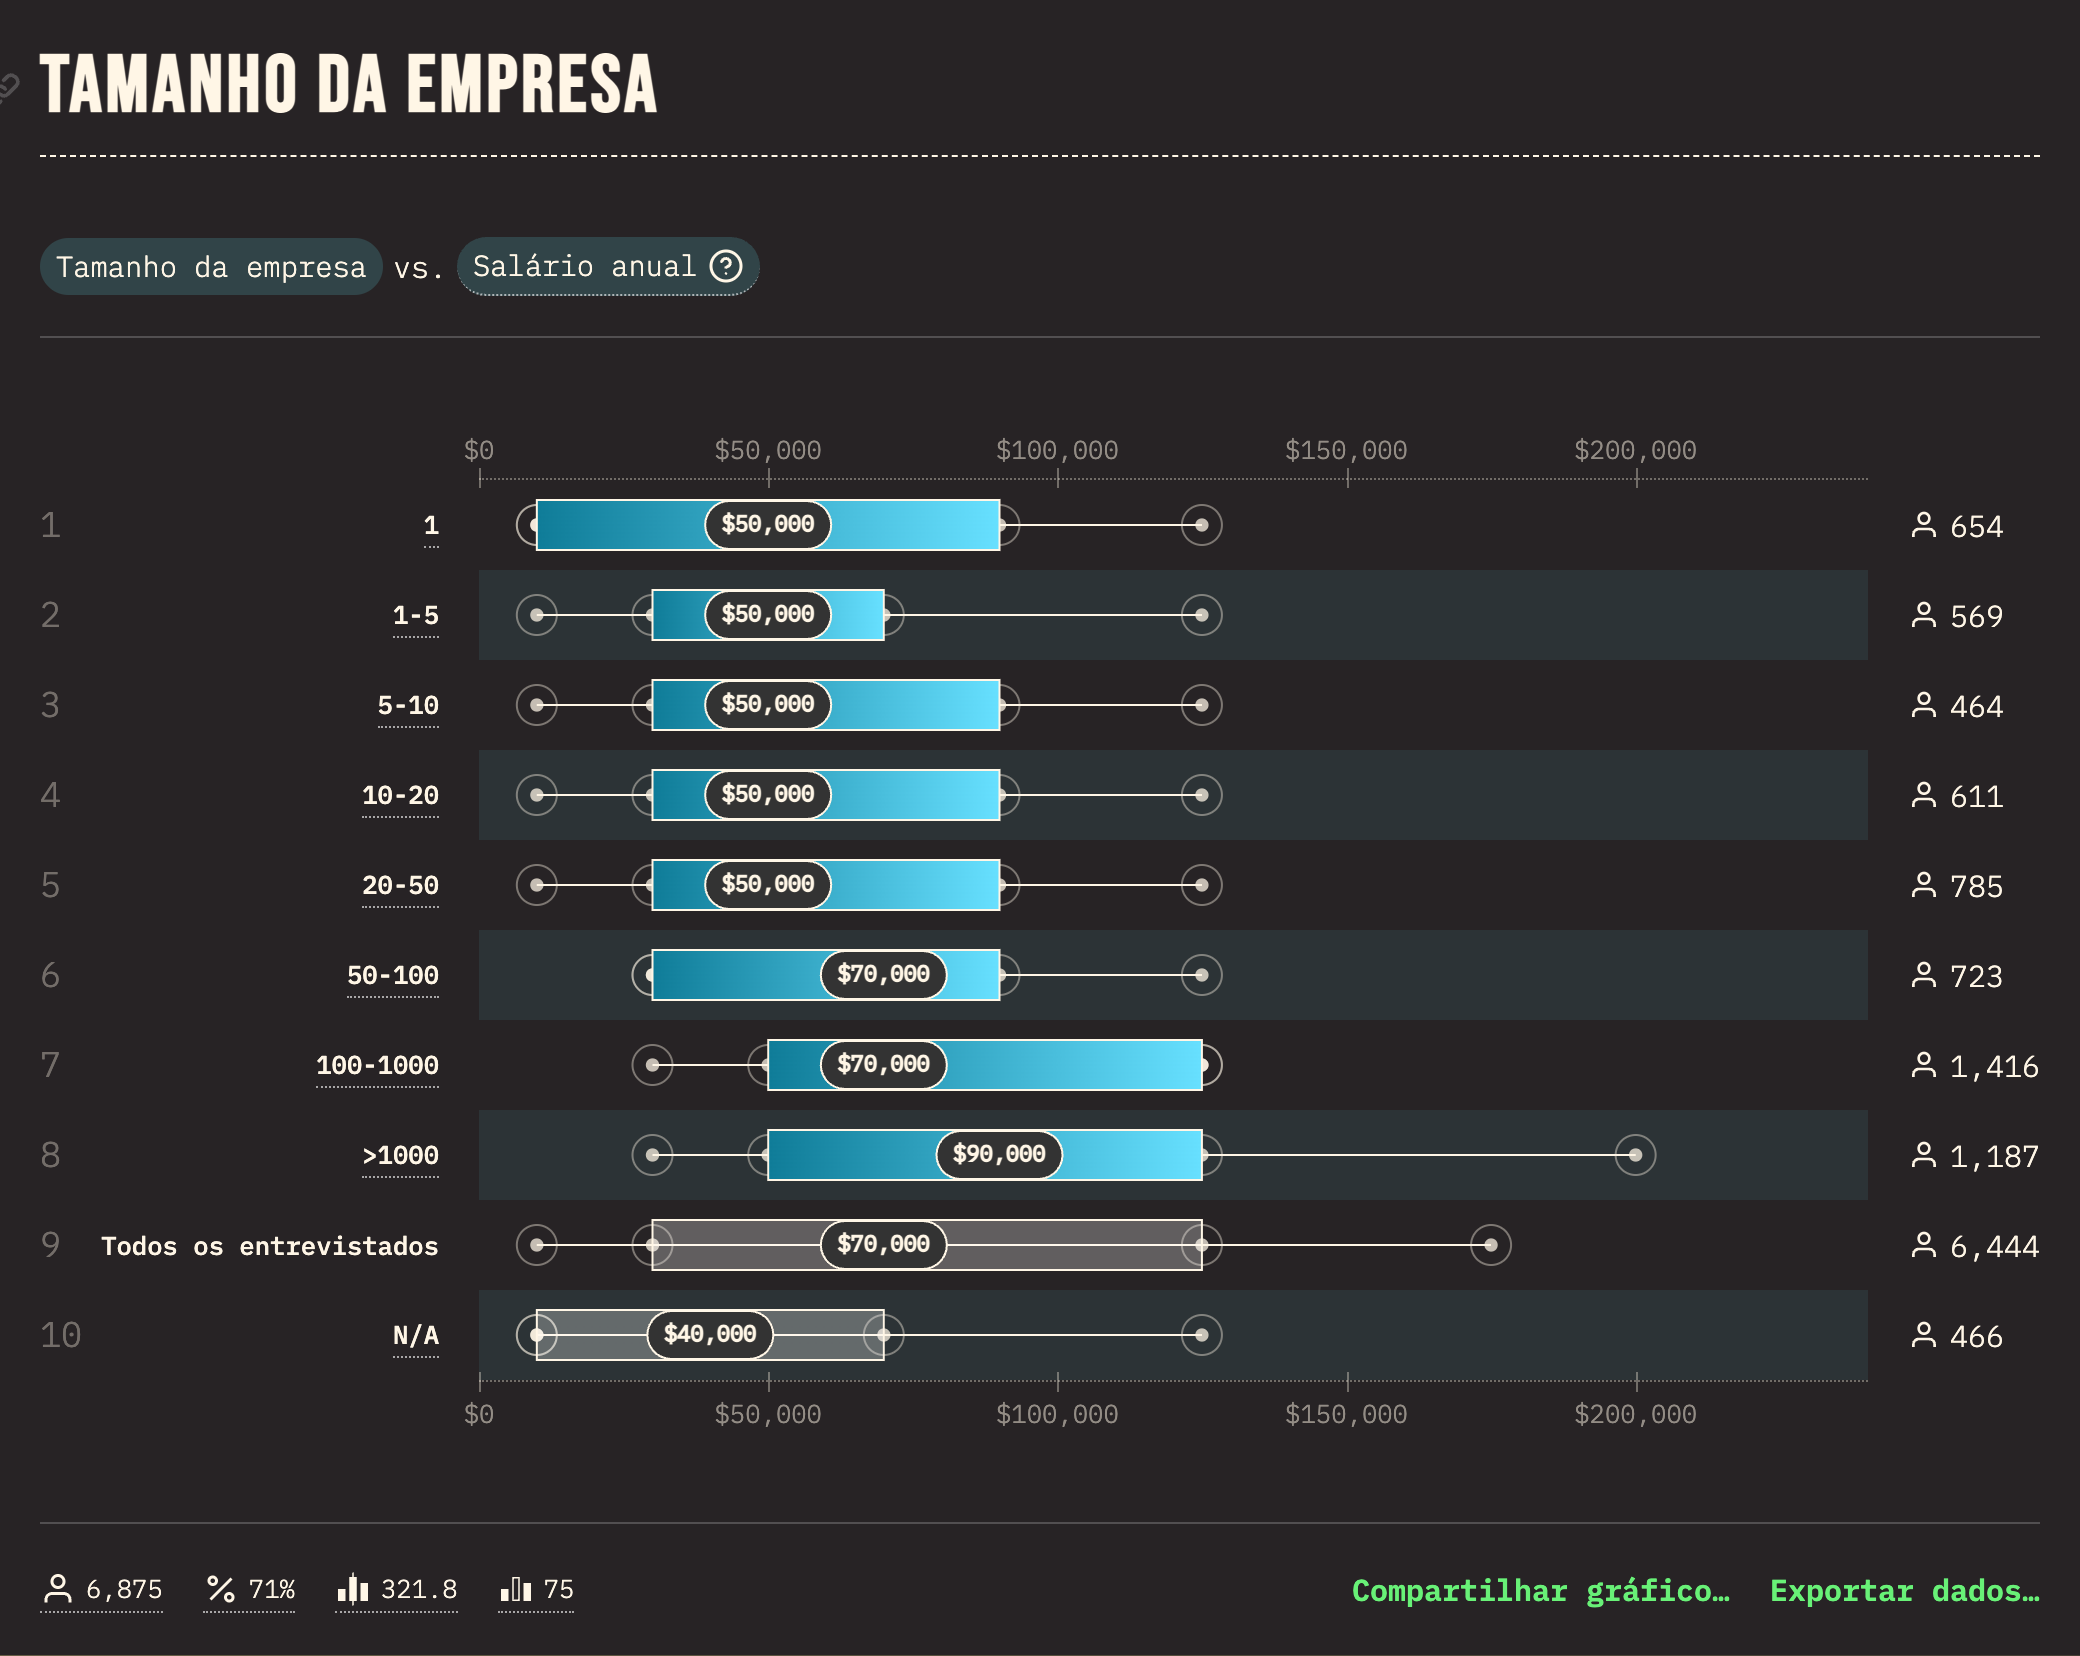 TAMANHO DA EMPRESA
Tamanho da empresa vs. Salário anual ?
$0 $50,000 $100,000 $150,000 $200,000
1 1 $50,000 654
2 1-5 $50,000 569
3 5-10 $50,000 464
4 10-20 $50,000 611
5 20-50 $50,000 785
6 50-100 $70,000 723
7 100-1000 $70,000 1,416
8 >1000 $90,000 1,187
9 Todos os entrevistados $70,000 6,444
10 N/A $40,000 466
$0 $50,000 $100,000 $150,000 $200,000
6,875 % 71% 321.8 75 Compartilhar gráfico… Exportar dados…